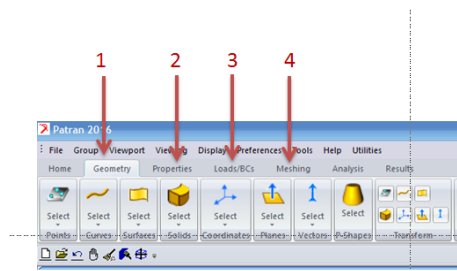 1 2 3 4
Patran 2016
File Group Viewport Viewing Display Preferences Tools Help Utilities
Home Geometry Properties Loads/BCs Meshing Analysis Results
Select Select Select Select Select Select Select Select
Points Curves Surfaces Solids Coordinates Planes Vectors P-Shapes Transform